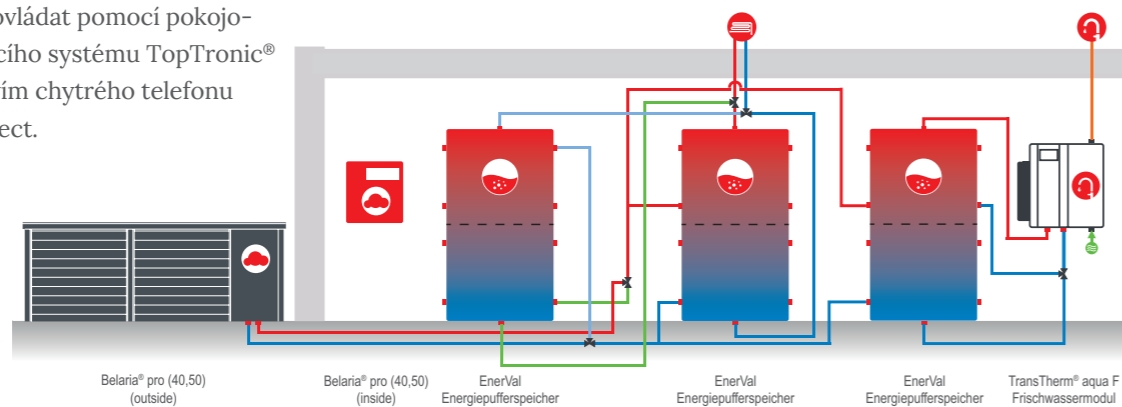 ovládat pomocí pokojo-
cího systému TopTronic®
ím chytrého telefonu
ect.
Belaria® pro (40,50)
(outside)
Belaria® pro (40,50)
(inside)
EnerVal
Energiepufferspeicher
EnerVal
Energiepufferspeicher
EnerVal
Energiepufferspeicher
TransTherm® aqua F
Frischwassermodul